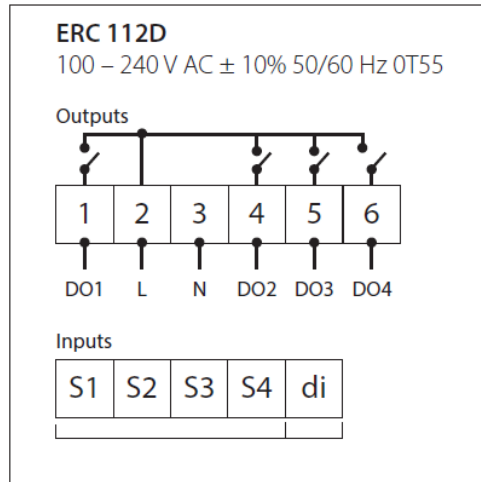 ERC 112D
100 – 240 V AC ± 10% 50/60 Hz 0T55
Outputs
1 2 3 4 5 6
DO1 L N DO2 DO3 DO4
Inputs
S1 S2 S3 S4 di